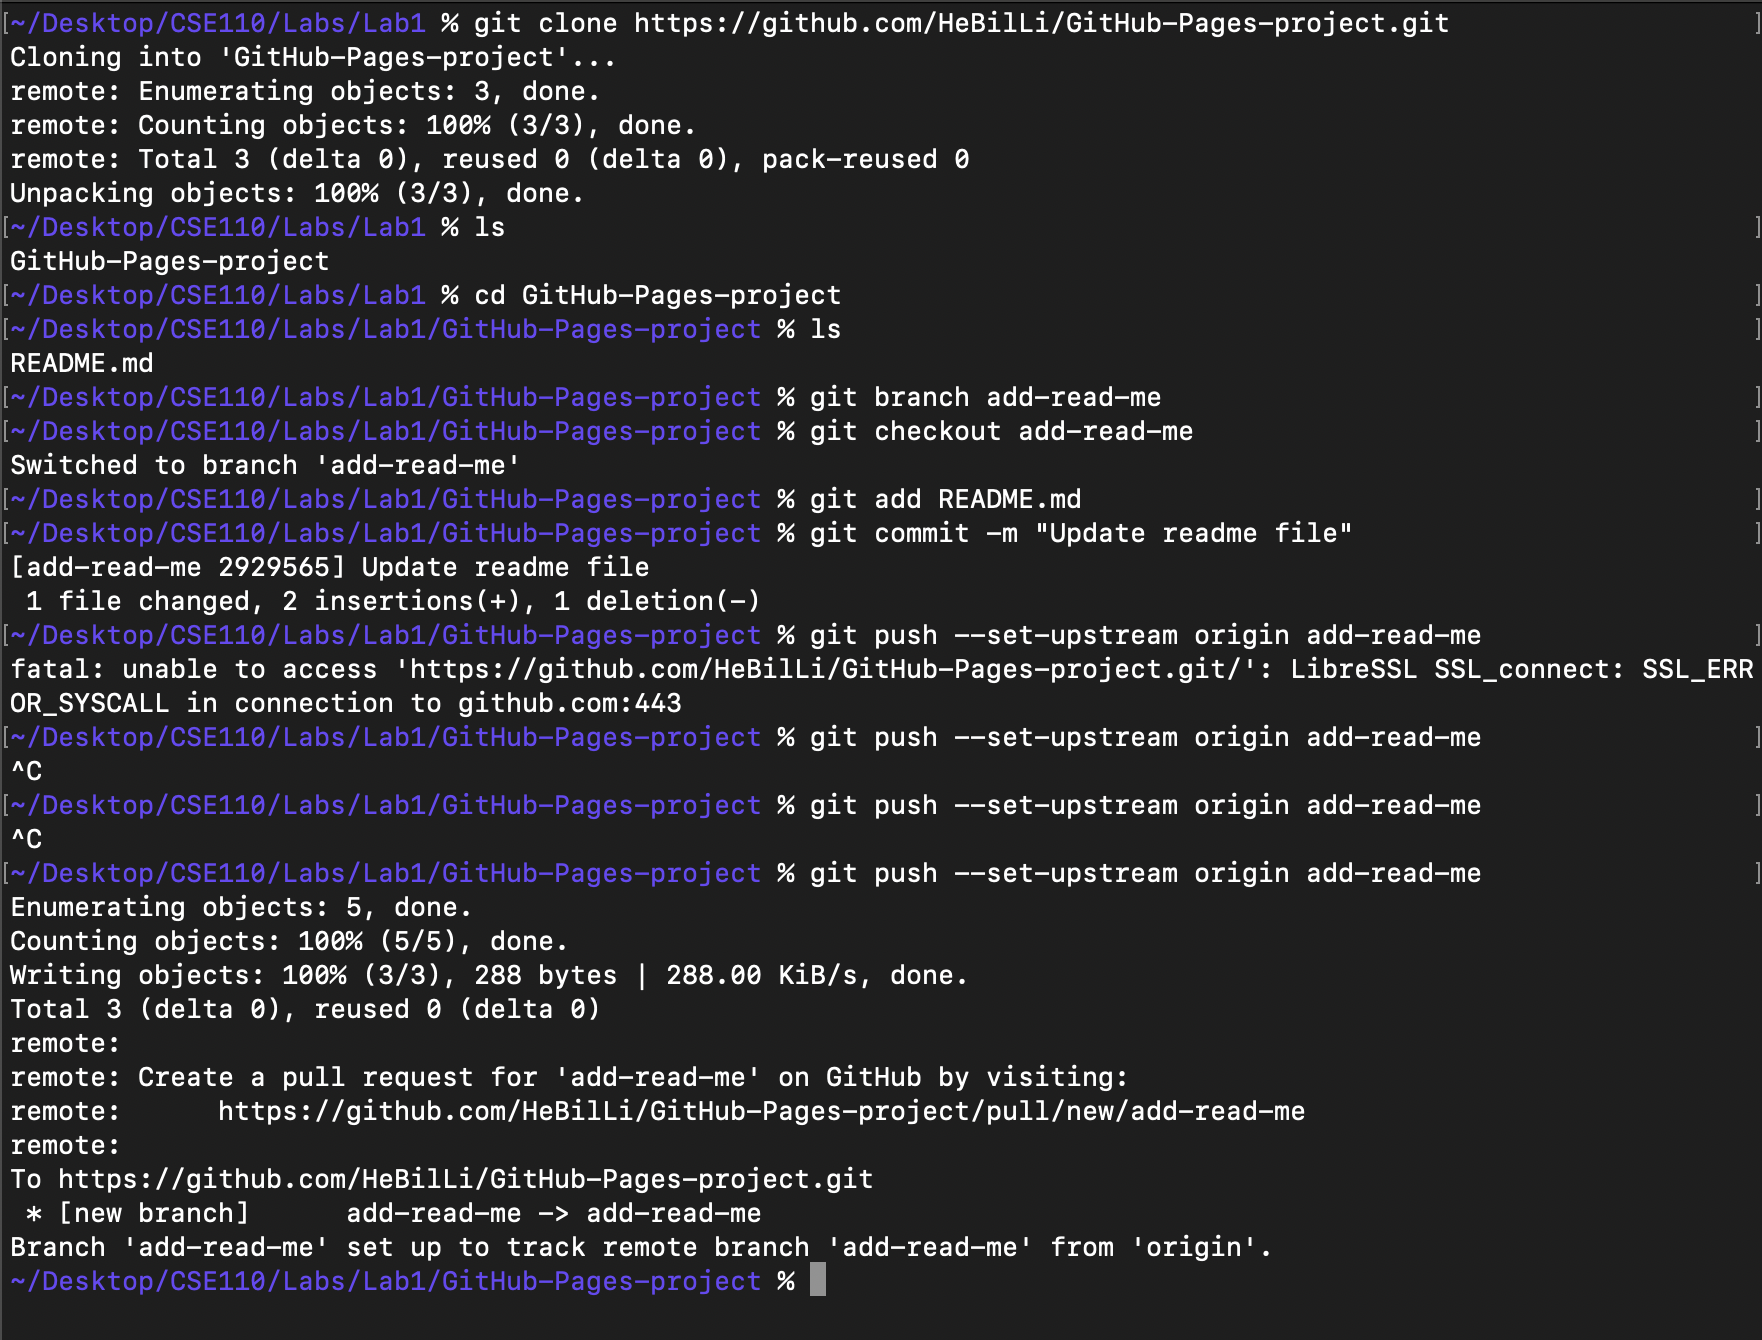 [~/Desktop/CSE110/Labs/Lab1 % git clone https://github.com/HeBilLi/GitHub-Pages-project.git ]
Cloning into 'GitHub-Pages-project'...
remote: Enumerating objects: 3, done.
remote: Counting objects: 100% (3/3), done.
remote: Total 3 (delta 0), reused 0 (delta 0), pack-reused 0
Unpacking objects: 100% (3/3), done.
[~/Desktop/CSE110/Labs/Lab1 % ls ]
GitHub-Pages-project
[~/Desktop/CSE110/Labs/Lab1 % cd GitHub-Pages-project ]
[~/Desktop/CSE110/Labs/Lab1/GitHub-Pages-project % ls ]
README.md
[~/Desktop/CSE110/Labs/Lab1/GitHub-Pages-project % git branch add-read-me ]
[~/Desktop/CSE110/Labs/Lab1/GitHub-Pages-project % git checkout add-read-me ]
Switched to branch 'add-read-me'
[~/Desktop/CSE110/Labs/Lab1/GitHub-Pages-project % git add README.md ]
[~/Desktop/CSE110/Labs/Lab1/GitHub-Pages-project % git commit -m "Update readme file" ]
[add-read-me 2929565] Update readme file
 1 file changed, 2 insertions(+), 1 deletion(-)
[~/Desktop/CSE110/Labs/Lab1/GitHub-Pages-project % git push --set-upstream origin add-read-me ]
fatal: unable to access 'https://github.com/HeBilLi/GitHub-Pages-project.git/': LibreSSL SSL_connect: SSL_ERR
OR_SYSCALL in connection to github.com:443
[~/Desktop/CSE110/Labs/Lab1/GitHub-Pages-project % git push --set-upstream origin add-read-me ]
^C
[~/Desktop/CSE110/Labs/Lab1/GitHub-Pages-project % git push --set-upstream origin add-read-me ]
^C
[~/Desktop/CSE110/Labs/Lab1/GitHub-Pages-project % git push --set-upstream origin add-read-me ]
Enumerating objects: 5, done.
Counting objects: 100% (5/5), done.
Writing objects: 100% (3/3), 288 bytes | 288.00 KiB/s, done.
Total 3 (delta 0), reused 0 (delta 0)
remote:
remote: Create a pull request for 'add-read-me' on GitHub by visiting:
remote:      https://github.com/HeBilLi/GitHub-Pages-project/pull/new/add-read-me
remote:
To https://github.com/HeBilLi/GitHub-Pages-project.git
 * [new branch]      add-read-me -> add-read-me
Branch 'add-read-me' set up to track remote branch 'add-read-me' from 'origin'.
~/Desktop/CSE110/Labs/Lab1/GitHub-Pages-project %